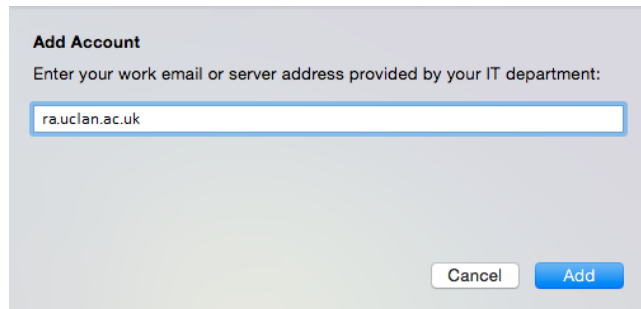 Add Account
Enter your work email or server address provided by your IT department:
ra.uclan.ac.uk
Cancel
Add